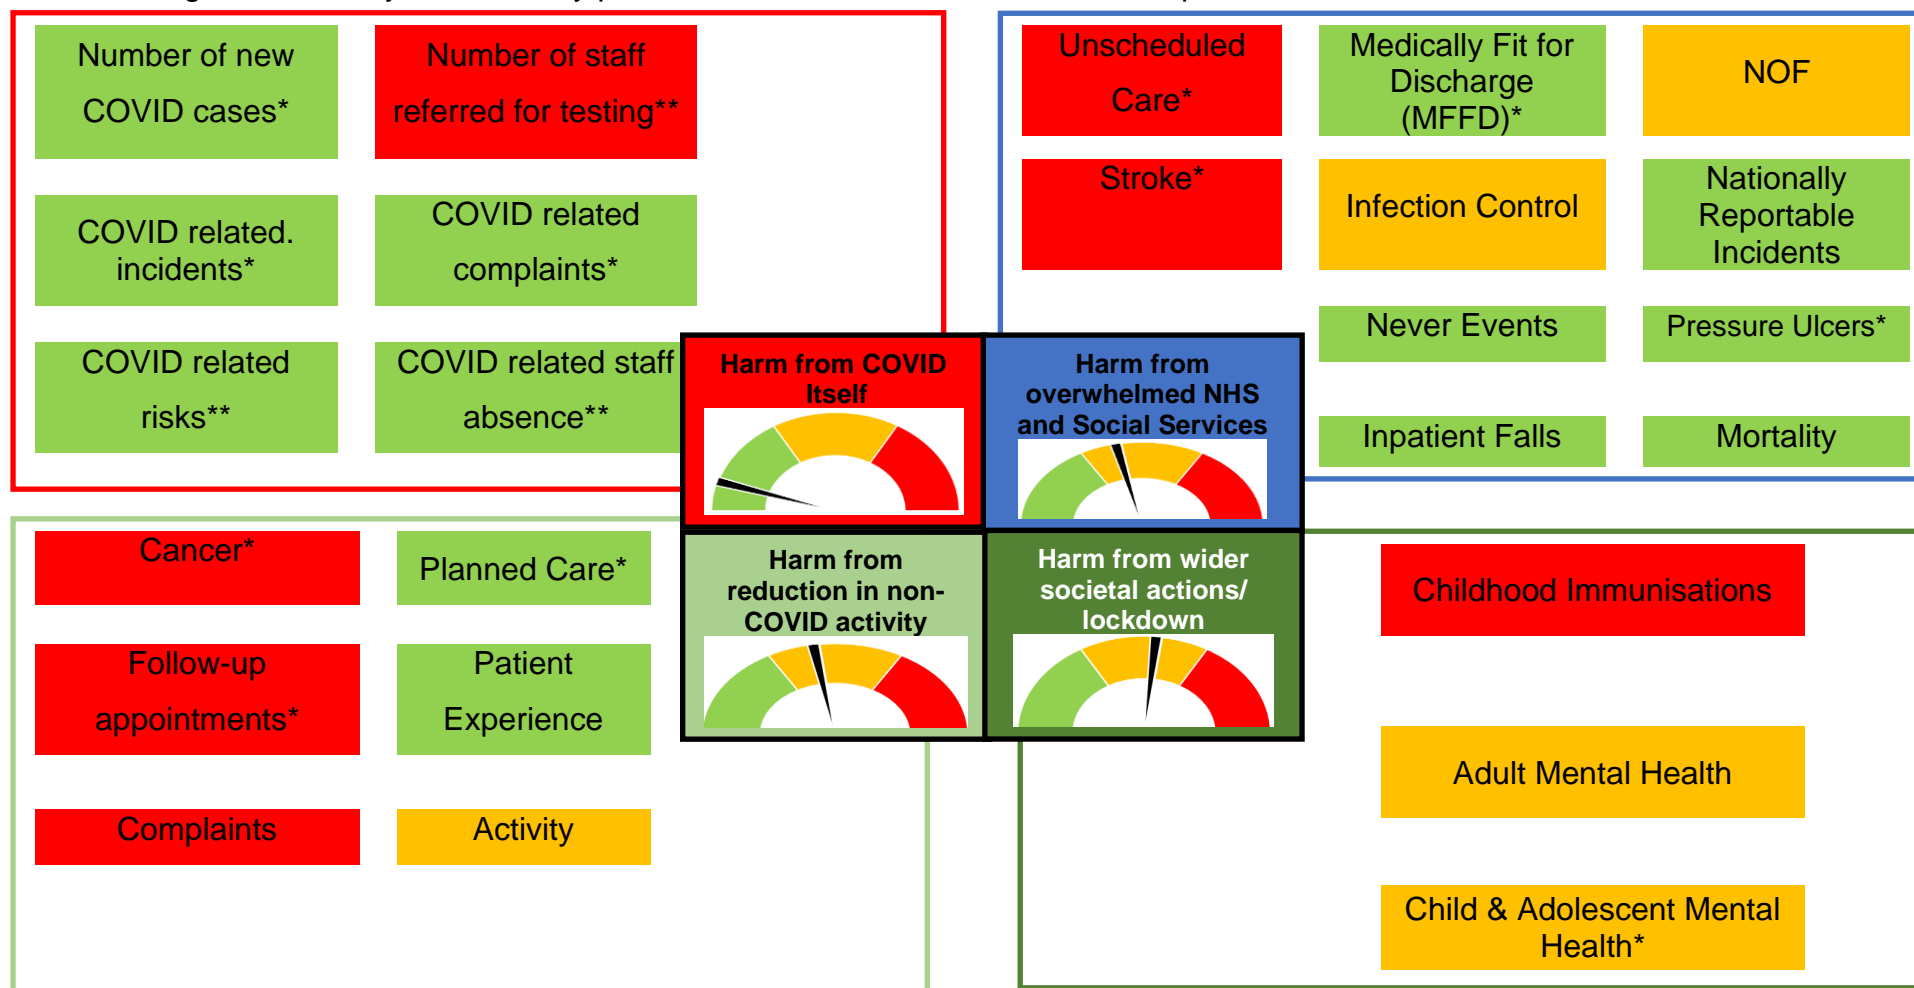 Number of new
COVID cases*
Number of staff
referred for testing**
COVID related.
incidents*
COVID related
complaints*
COVID related
risks**
COVID related staff
absence**
Unscheduled
Care*
Medically Fit for
Discharge
(MFFD)*
NOF
Stroke*
Infection Control
Nationally
Reportable
Incidents
Never Events
Pressure Ulcers*
Inpatient Falls
Mortality
Harm from COVID
Itself
Harm from
overwhelmed NHS
and Social Services
Harm from
reduction in non-
COVID activity
Harm from wider
societal actions/
lockdown
Cancer*
Planned Care*
Follow-up
appointments*
Patient
Experience
Complaints
Activity
Childhood Immunisations
Adult Mental Health
Child & Adolescent Mental
Health*